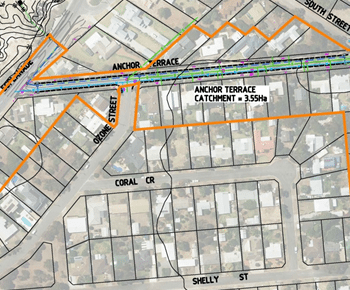 SOUTH STREET
ANCHOR TERRACE
ANCHOR TERRACE
CATCHMENT = 3.55Ha
OZONE STREET
CORAL CR
SHELLY ST